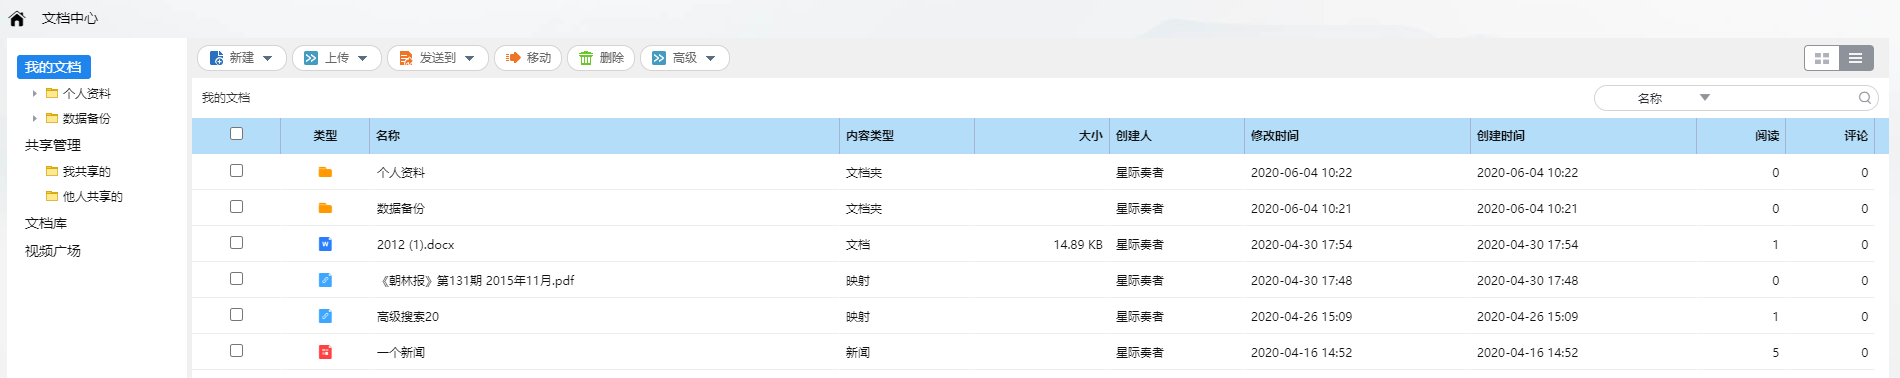 文档中心
我的文档
个人资料
数据备份
共享管理
我共享的
他人共享的
文档库
视频广场
新建 上传 发送到 移动 删除 高级
我的文档 名称
类型 名称 内容类型 大小 创建人 修改时间 创建时间 阅读 评论
个人资料 文档夹 星际奏者 2020-06-04 10:22 2020-06-04 10:22 0 0
数据备份 文档夹 星际奏者 2020-06-04 10:21 2020-06-04 10:21 0 0
2012 (1).docx 文档 14.89 KB 星际奏者 2020-04-30 17:54 2020-04-30 17:54 1 0
《朝林报》第131期 2015年11月.pdf 映射 星际奏者 2020-04-30 17:48 2020-04-30 17:48 0 0
高级搜索20 映射 星际奏者 2020-04-26 15:09 2020-04-26 15:09 1 0
一个新闻 新闻 星际奏者 2020-04-16 14:52 2020-04-16 14:52 5 0